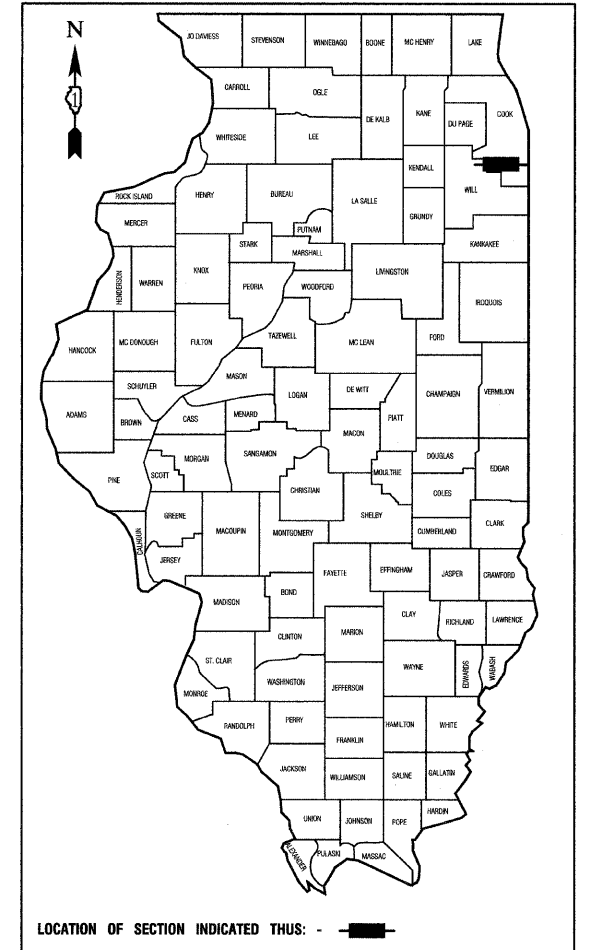 N
JO DAVIESS
STEVENSON
WINNEBAGO
BOONE
MC HENRY
LAKE
CARROLL
OGLE
DE KALB
KANE
COOK
DU PAGE
WHITESIDE
LEE
1
KENDALL
WILL
ROCK ISLAND
HENRY
BUREAU
LA SALLE
GRUNDY
MERCER
PUTNAM
STARK
MARSHALL
KANKAKEE
HENDERSON
WARREN
KNOX
PEORIA
WOODFORD
LIVINGSTON
IROQUOIS
HANCOCK
MC DONOUGH
FULTON
TAZEWELL
MC LEAN
FORD
MASON
SCHUYLER
LOGAN
DE WITT
CHAMPAIGN
VERMILION
ADAMS
BROWN
CASS
MENARD
PIATT
MACON
MORGAN
SANGAMON
DOUGLAS
EDGAR
PIKE
SCOTT
CHRISTIAN
MOULTRIE
COLES
GREENE
MACOUPIN
MONTGOMERY
SHELBY
CUMBERLAND
CLARK
CALHOUN
JERSEY
FAYETTE
EFFINGHAM
JASPER
CRAWFORD
MADISON
BOND
CLAY
RICHLAND
LAWRENCE
CLINTON
MARION
ST. CLAIR
WAYNE
EDWARDS
WABASH
WASHINGTON
JEFFERSON
MONROE
RANDOLPH
PERRY
HAMILTON
WHITE
FRANKLIN
JACKSON
WILLIAMSON
SALINE
GALLATIN
UNION
JOHNSON
POPE
HARDIN
ALEXANDER
PULASKI
MASSAC
LOCATION OF SECTION INDICATED THUS: -